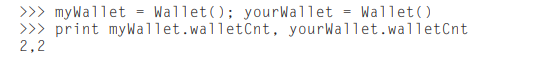 >>> myWallet = Wallet(); yourWallet = Wallet()
>>> print myWallet.walletCnt, yourWallet.walletCnt
2,2